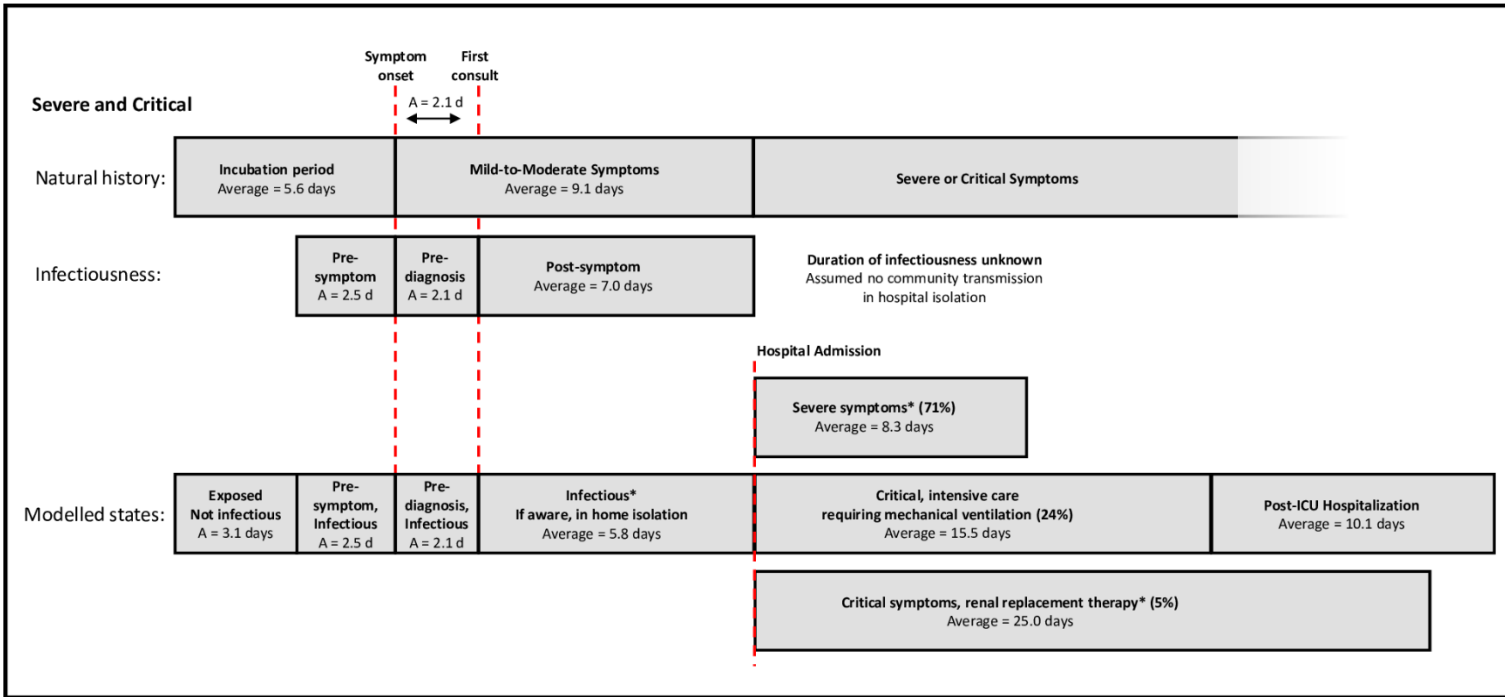 Symptom
onset
First
consult
A = 2.1 d
Severe and Critical
Natural history:
Incubation period
Average = 5.6 days
Mild-to-Moderate Symptoms
Average = 9.1 days
Severe or Critical Symptoms
Infectiousness:
Pre-
symptom
A = 2.5 d
Pre-
diagnosis
A = 2.1 d
Post-symptom
Average = 7.0 days
Duration of infectiousness unknown
Assumed no community transmission
in hospital isolation
Hospital Admission
Severe symptoms* (71%)
Average = 8.3 days
Modelled states:
Exposed
Not infectious
A = 3.1 days
Pre-
symptom,
Infectious
A = 2.5 d
Pre-
diagnosis,
Infectious
A = 2.1 d
Infectious*
If aware, in home isolation
Average = 5.8 days
Critical, intensive care
requiring mechanical ventilation (24%)
Average = 15.5 days
Post-ICU Hospitalization
Average = 10.1 days
Critical symptoms, renal replacement therapy* (5%)
Average = 25.0 days